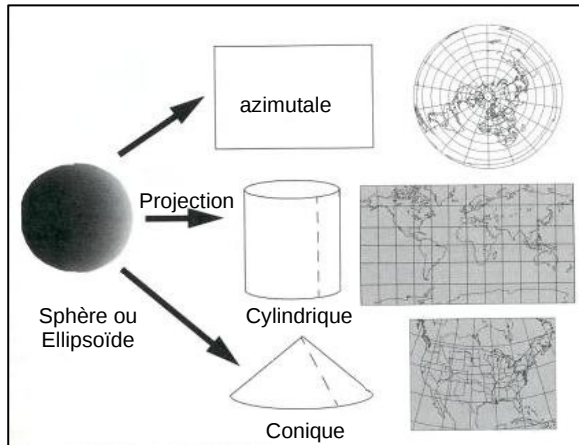 azimutale
Projection
Sphère ou
Ellipsoïde
Cylindrique
Conique